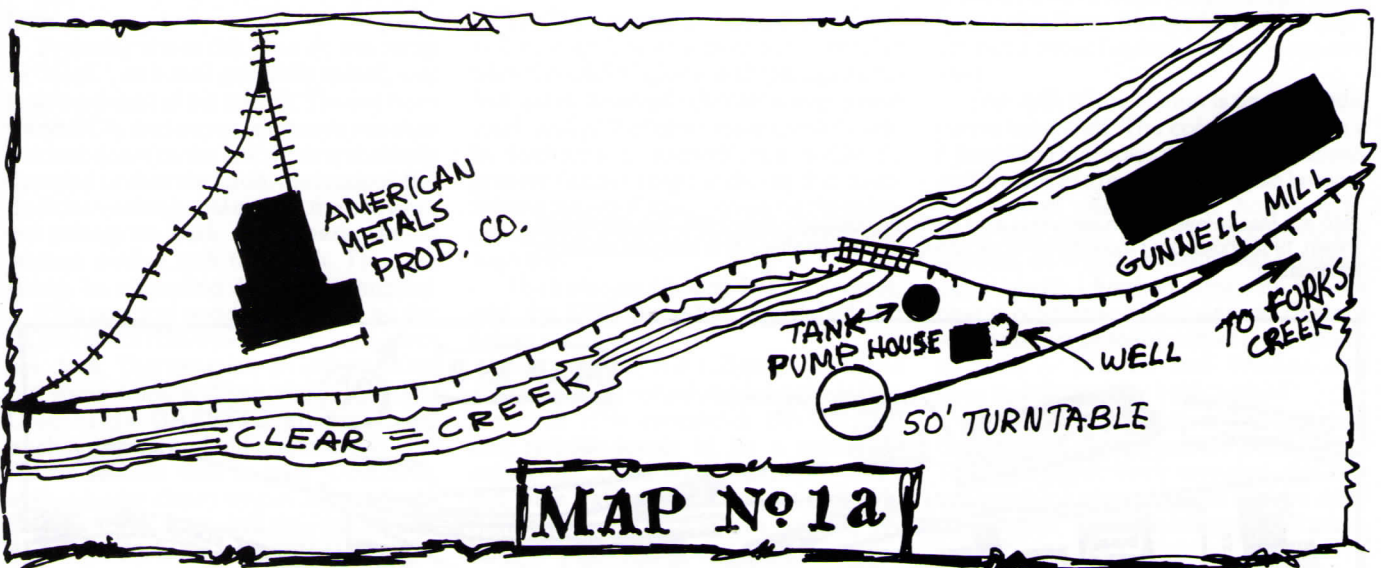 AMERICAN
METALS
PROD. CO.
GUNNELL MILL
TO FORKS
CREEK
TANK
PUMP HOUSE
WELL
50' TURNTABLE
CLEAR CREEK
MAP Nº 1a